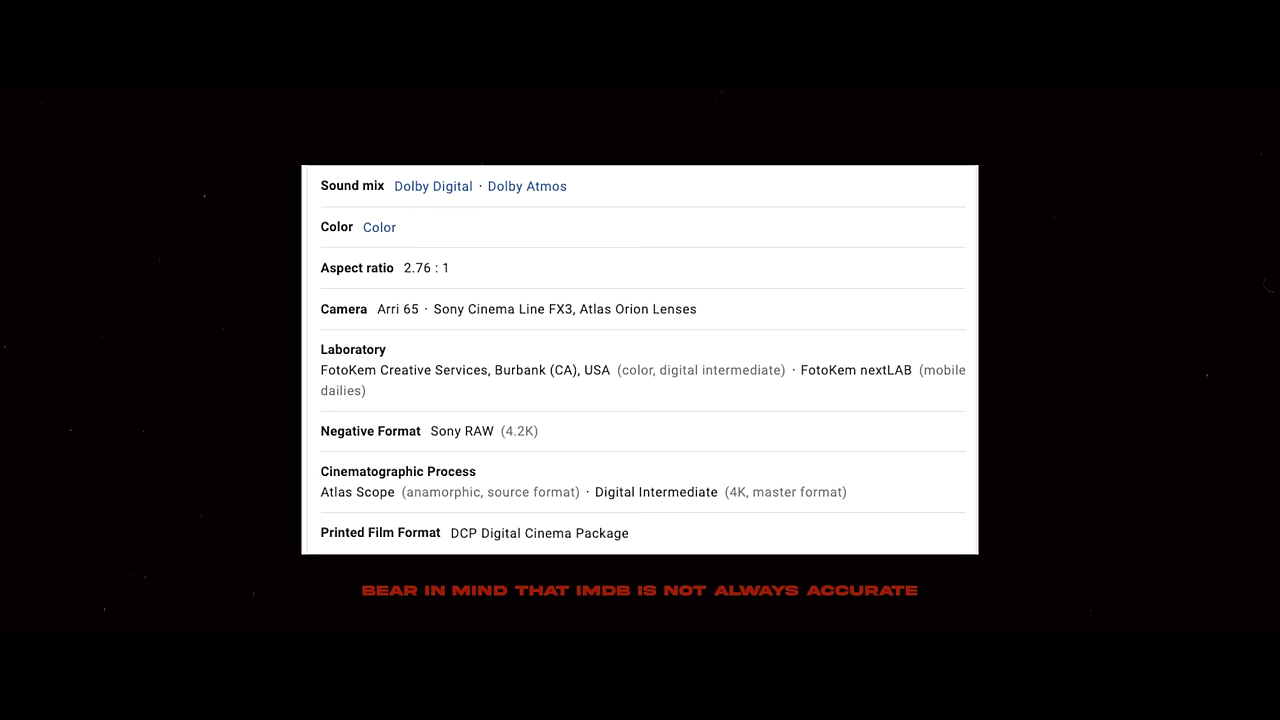 Sound mix Dolby Digital · Dolby Atmos
Color Color
Aspect ratio 2.76 : 1
Camera Arri 65 · Sony Cinema Line FX3, Atlas Orion Lenses
Laboratory
FotoKem Creative Services, Burbank (CA), USA (color, digital intermediate) · FotoKem nextLAB (mobile
dailies)
Negative Format Sony RAW (4.2K)
Cinematographic Process
Atlas Scope (anamorphic, source format) · Digital Intermediate (4K, master format)
Printed Film Format DCP Digital Cinema Package
BEAR IN MIND THAT IMDB IS NOT ALWAYS ACCURATE